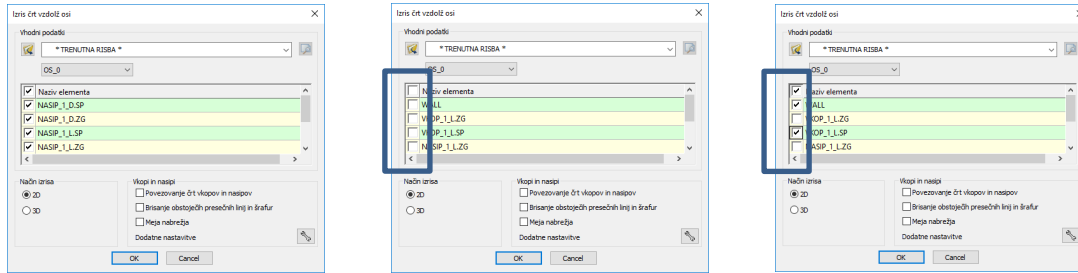 Izris črt vzdolž osi
Vhodni podatki
* TRENUTNA RISBA *
OS_0
Naziv elementa
NASIP_1_D.SP
NASIP_1_D.ZG
NASIP_1_L.SP
NASIP_1_L.ZG
Način izrisa
2D
3D
Vkopi in nasipi
Povezovanje črt vkopov in nasipov
Brisanje obstoječih presečnih linij in šrafur
Meja nabrežja
Dodatne nastavitve
OK Cancel
Izris črt vzdolž osi
Vhodni podatki
* TRENUTNA RISBA *
OS_0
Naziv elementa
WALL
VKOP_1_L.ZG
VKOP_1_L.SP
NASIP_1_L.ZG
Način izrisa
2D
3D
Vkopi in nasipi
Povezovanje črt vkopov in nasipov
Brisanje obstoječih presečnih linij in šrafur
Meja nabrežja
Dodatne nastavitve
OK Cancel
Izris črt vzdolž osi
Vhodni podatki
* TRENUTNA RISBA *
OS_0
Naziv elementa
WALL
VKOP_1_L.ZG
VKOP_1_L.SP
NASIP_1_L.ZG
Način izrisa
2D
3D
Vkopi in nasipi
Povezovanje črt vkopov in nasipov
Brisanje obstoječih presečnih linij in šrafur
Meja nabrežja
Dodatne nastavitve
OK Cancel